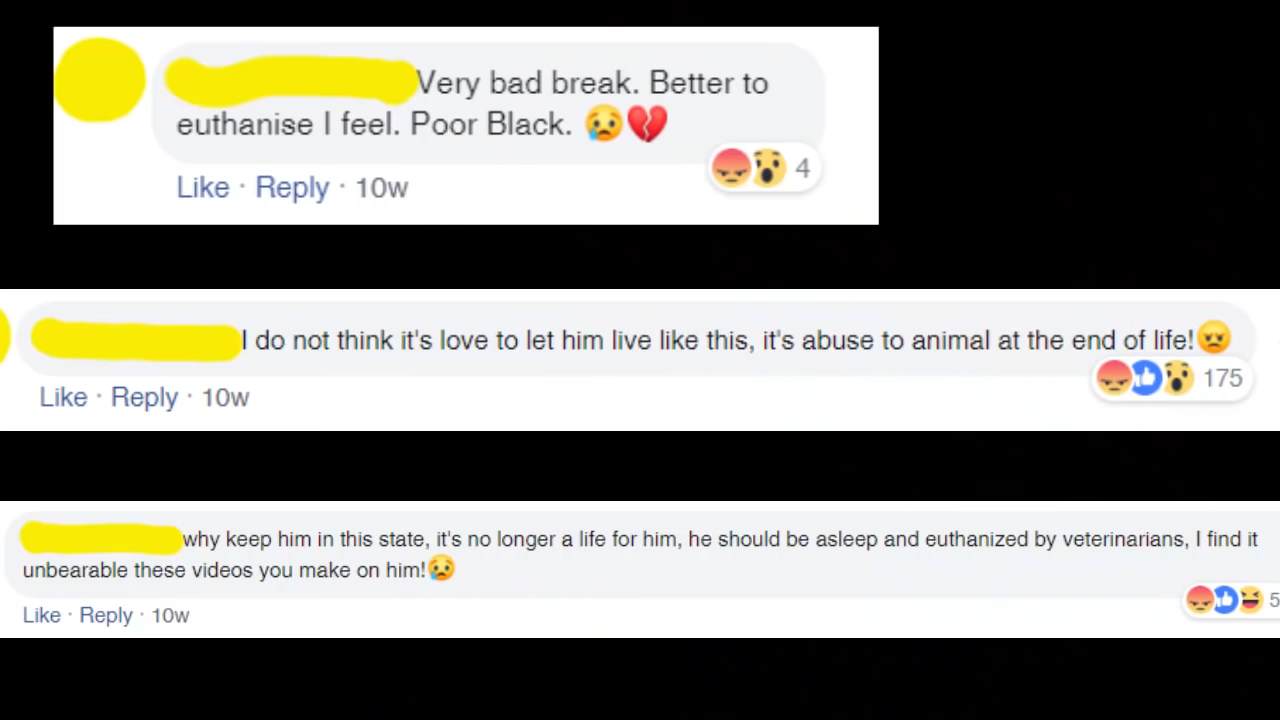 Very bad break. Better to
euthanise I feel. Poor Black. 😢💔
4
Like · Reply · 10w
I do not think it's love to let him live like this, it's abuse to animal at the end of life!😠
175
Like · Reply · 10w
why keep him in this state, it's no longer a life for him, he should be asleep and euthanized by veterinarians, I find it
unbearable these videos you make on him!😢
5
Like · Reply · 10w